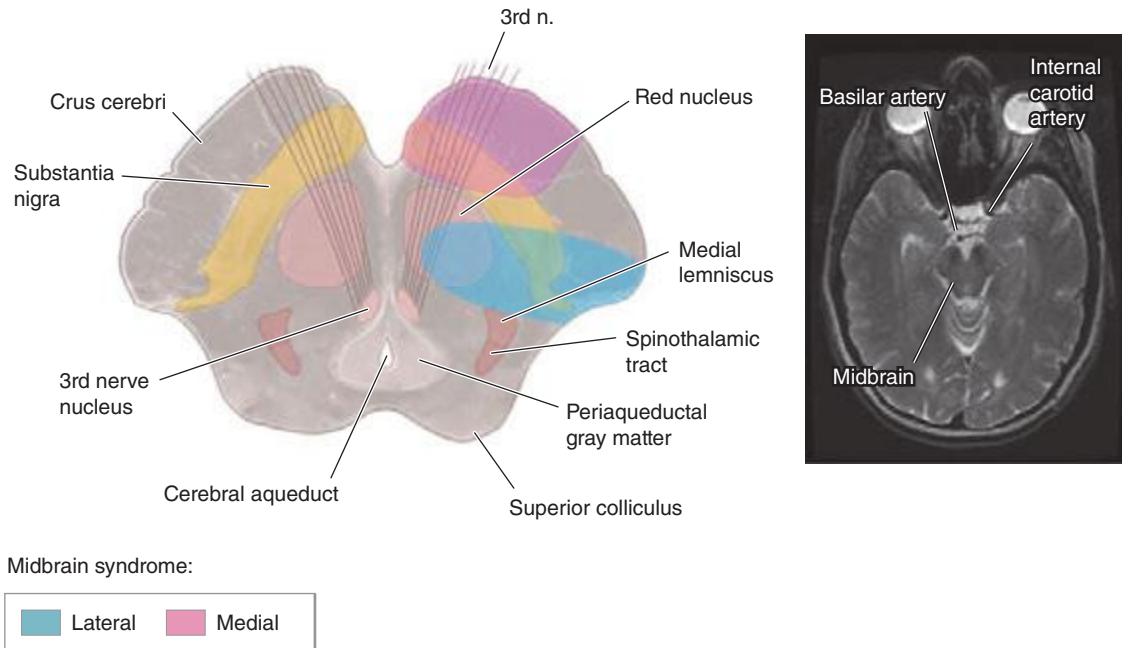 3rd n.
Crus cerebri
Red nucleus
Substantia
nigra
Medial
lemniscus
Spinothalamic
tract
3rd nerve
nucleus
Periaqueductal
gray matter
Cerebral aqueduct
Superior colliculus
Internal
carotid
artery
Basilar artery
Midbrain
Midbrain syndrome:
Lateral
Medial